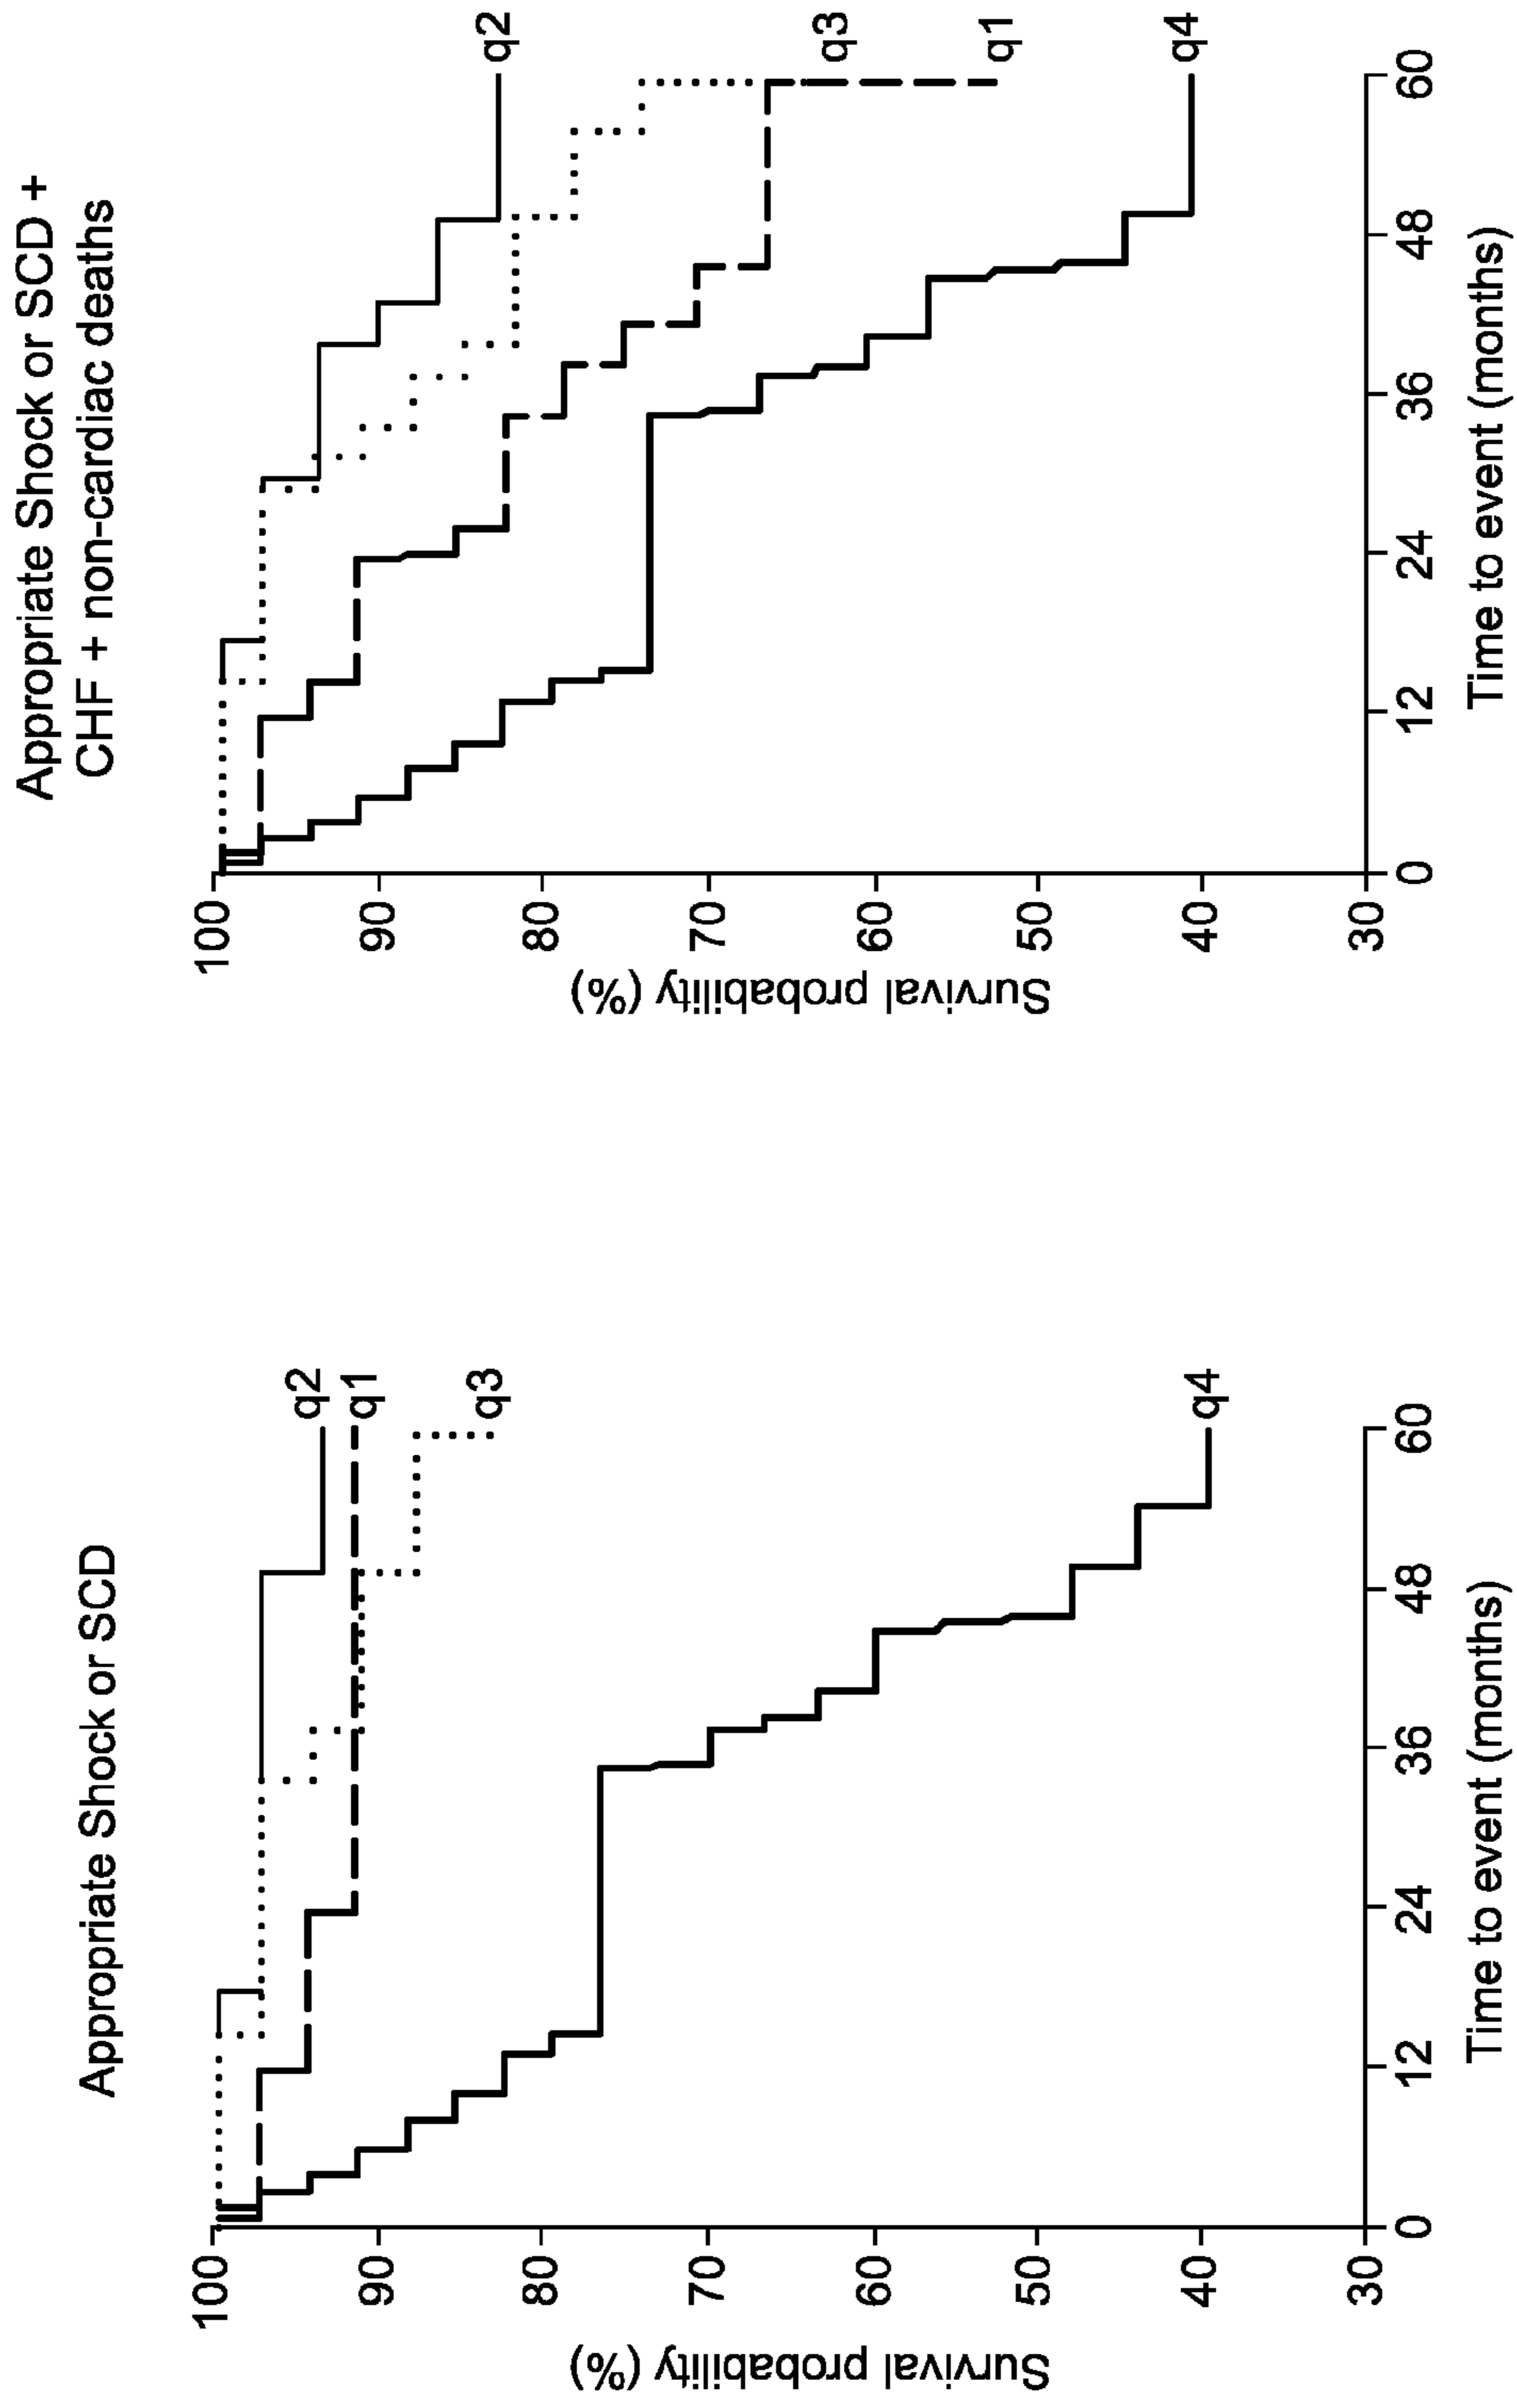 Appropriate Shock or SCD
Survival probability (%)
100
90
80
70
60
50
40
30
0
12
24
36
48
60
Time to event (months)
q2
q1
q3
q4
Appropriate Shock or SCD +
CHF + non-cardiac deaths
Survival probability (%)
100
90
80
70
60
50
40
30
0
12
24
36
48
60
Time to event (months)
q2
q3
q1
q4